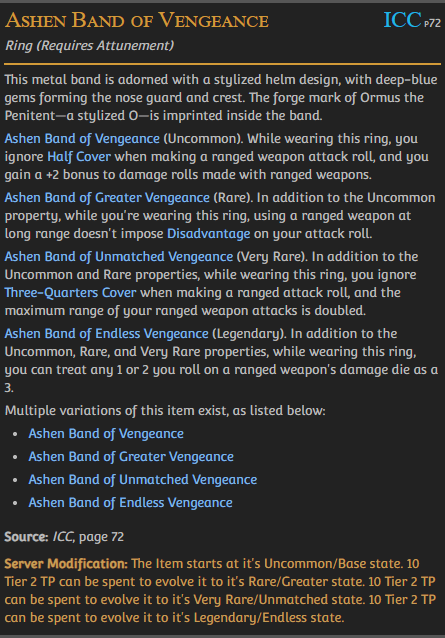 Ashen Band of Vengeance ICC p72
Ring (Requires Attunement)
This metal band is adorned with a stylized helm design, with deep-blue
gems forming the nose guard and crest. The forge mark of Ormus the
Penitent—a stylized O—is imprinted inside the band.
Ashen Band of Vengeance (Uncommon). While wearing this ring, you
ignore Half Cover when making a ranged weapon attack roll, and you
gain a +2 bonus to damage rolls made with ranged weapons.
Ashen Band of Greater Vengeance (Rare). In addition to the Uncommon
property, while you're wearing this ring, using a ranged weapon at
long range doesn't impose Disadvantage on your attack roll.
Ashen Band of Unmatched Vengeance (Very Rare). In addition to the
Uncommon and Rare properties, while wearing this ring, you ignore
Three-Quarters Cover when making a ranged attack roll, and the
maximum range of your ranged weapon attacks is doubled.
Ashen Band of Endless Vengeance (Legendary). In addition to the
Uncommon, Rare, and Very Rare properties, while wearing this ring,
you can treat any 1 or 2 you roll on a ranged weapon's damage die as a
3.
Multiple variations of this item exist, as listed below:
• Ashen Band of Vengeance
• Ashen Band of Greater Vengeance
• Ashen Band of Unmatched Vengeance
• Ashen Band of Endless Vengeance
Source: ICC, page 72
Server Modification: The Item starts at it's Uncommon/Base state. 10
Tier 2 TP can be spent to evolve it to it's Rare/Greater state. 10 Tier 2 TP
can be spent to evolve it to it's Very Rare/Unmatched state. 10 Tier 2 TP
can be spent to evolve it to it's Legendary/Endless state.